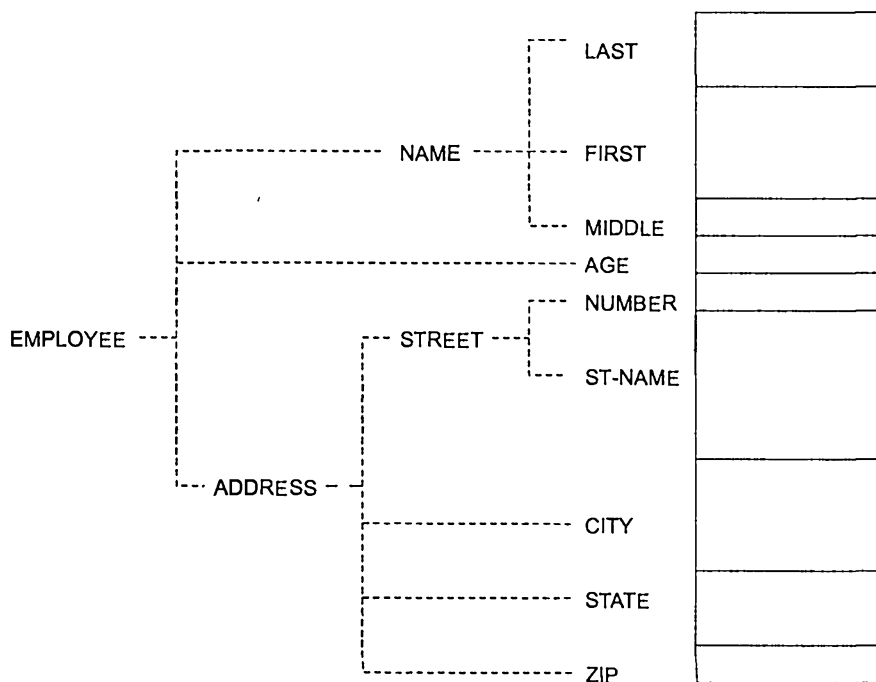 LAST
NAME
FIRST
MIDDLE
AGE
NUMBER
EMPLOYEE
STREET
ST-NAME
ADDRESS
CITY
STATE
ZIP